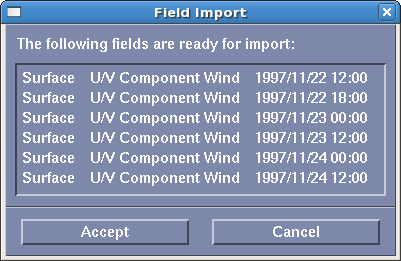 Field Import
The following fields are ready for import:
Surface U/V Component Wind 1997/11/22 12:00
Surface U/V Component Wind 1997/11/22 18:00
Surface U/V Component Wind 1997/11/23 00:00
Surface U/V Component Wind 1997/11/23 12:00
Surface U/V Component Wind 1997/11/24 00:00
Surface U/V Component Wind 1997/11/24 12:00
Accept Cancel